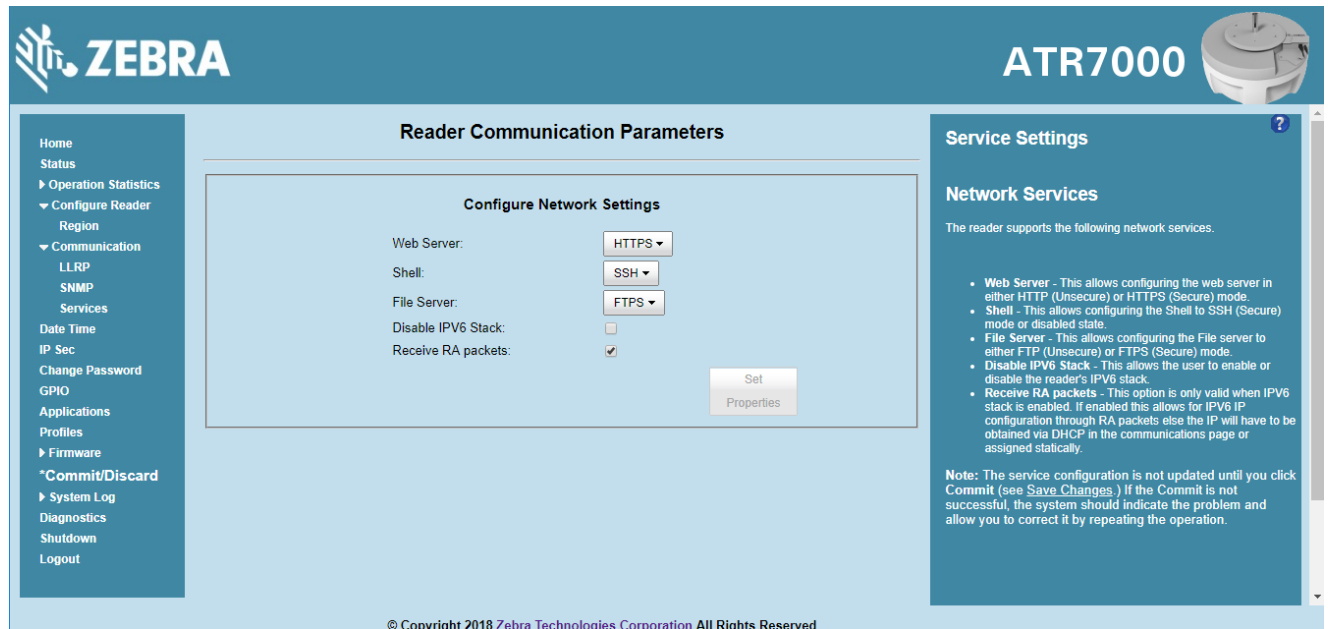 ZEBRA
ATR7000
Home
Status
Operation Statistics
Configure Reader
Region
Communication
LLRP
SNMP
Services
Date Time
IP Sec
Change Password
GPIO
Applications
Profiles
Firmware
*Commit/Discard
System Log
Diagnostics
Shutdown
Logout
Reader Communication Parameters
Configure Network Settings
Web Server: HTTPS
Shell: SSH
File Server: FTPS
Disable IPV6 Stack:
Receive RA packets:
Set
Properties
?
Service Settings
Network Services
The reader supports the following network services.
• Web Server - This allows configuring the web server in
either HTTP (Unsecure) or HTTPS (Secure) mode.
• Shell - This allows configuring the Shell to SSH (Secure)
mode or disabled state.
• File Server - This allows configuring the File server to
either FTP (Unsecure) or FTPS (Secure) mode.
• Disable IPV6 Stack - This allows the user to enable or
disable the reader's IPV6 stack.
• Receive RA packets - This option is only valid when IPV6
stack is enabled. If enabled this allows for IPV6 IP
configuration through RA packets else the IP will have to be
obtained via DHCP in the communications page or
assigned statically.
Note: The service configuration is not updated until you click
Commit (see Save Changes.) If the Commit is not
successful, the system should indicate the problem and
allow you to correct it by repeating the operation.
© Copyright 2018 Zebra Technologies Corporation All Rights Reserved